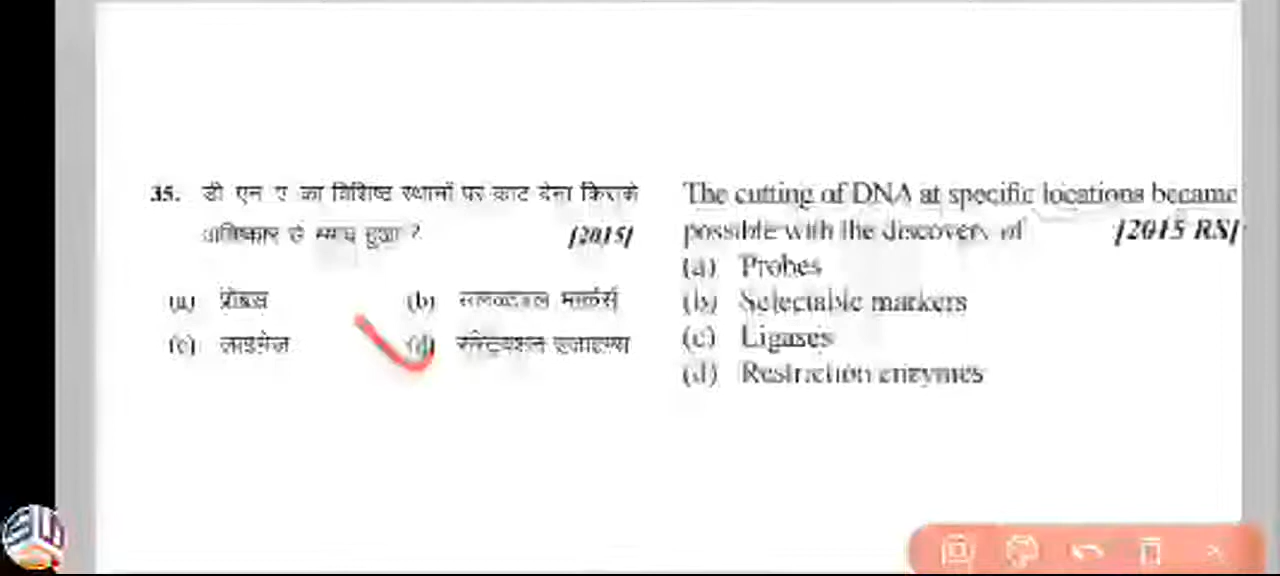 35. डी एन ए का विशिष्ट स्थानों पर काट देना किसके
आविष्कार से सम्भव हुआ ? [2015]
(a) प्रोब्स (b) सलेक्टेबल मार्कर्स
(c) लाइगेज (d) रेस्ट्रिक्शन एंजाइम्स
The cutting of DNA at specific locations became
possible with the discovery of [2015 RS]
(a) Probes
(b) Selectable markers
(c) Ligases
(d) Restriction enzymes